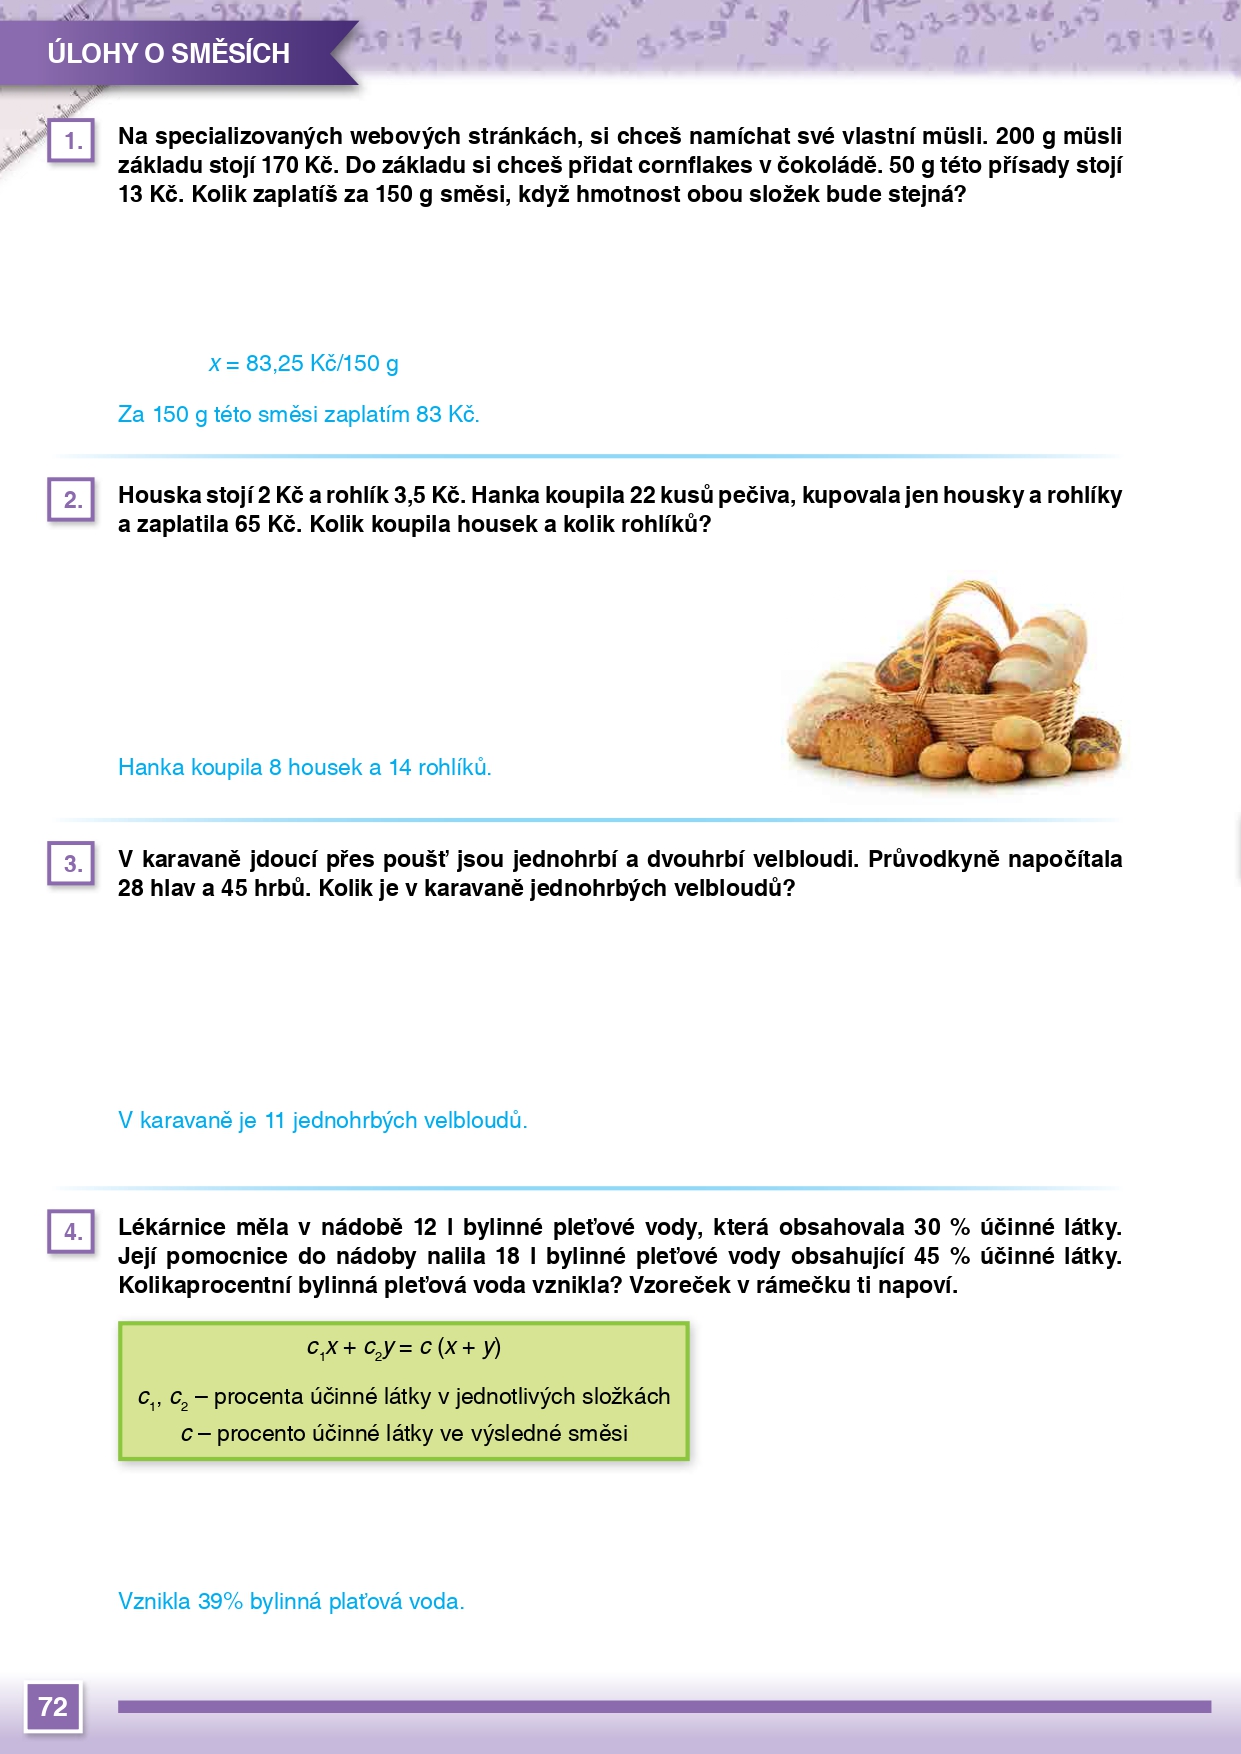 ÚLOHY O SMĚSÍCH
1. Na specializovaných webových stránkách, si chceš namíchat své vlastní müsli. 200 g müsli
základu stojí 170 Kč. Do základu si chceš přidat cornflakes v čokoládě. 50 g této přísady stojí
13 Kč. Kolik zaplatíš za 150 g směsi, když hmotnost obou složek bude stejná?
x = 83,25 Kč/150 g
Za 150 g této směsi zaplatím 83 Kč.
2. Houska stojí 2 Kč a rohlík 3,5 Kč. Hanka koupila 22 kusů pečiva, kupovala jen housky a rohlíky
a zaplatila 65 Kč. Kolik koupila housek a kolik rohlíků?
Hanka koupila 8 housek a 14 rohlíků.
3. V karavaně jdoucí přes poušť jsou jednohrbí a dvouhrbí velbloudi. Průvodkyně napočítala
28 hlav a 45 hrbů. Kolik je v karavaně jednohrbých velbloudů?
V karavaně je 11 jednohrbých velbloudů.
4. Lékárnice měla v nádobě 12 l bylinné pleťové vody, která obsahovala 30 % účinné látky.
Její pomocnice do nádoby nalila 18 l bylinné pleťové vody obsahující 45 % účinné látky.
Kolikaprocentní bylinná pleťová voda vznikla? Vzoreček v rámečku ti napoví.
c₁x + c₂y = c (x + y)
c₁, c₂ – procenta účinné látky v jednotlivých složkách
c – procento účinné látky ve výsledné směsi
Vznikla 39% bylinná plaťová voda.
72